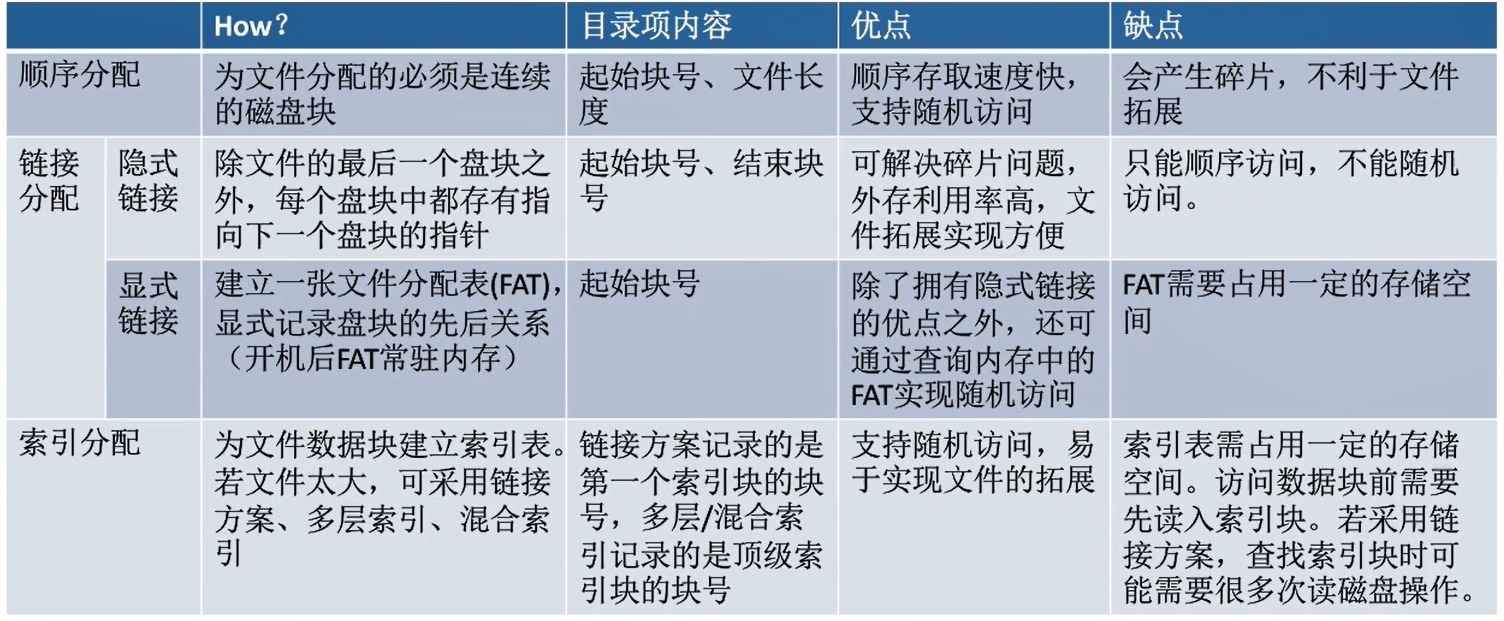 How?
目录项内容
优点
缺点
顺序分配
为文件分配的必须是连续
的磁盘块
起始块号、文件长
度
顺序存取速度快，
支持随机访问
会产生碎片，不利于文件
拓展
链接
分配
隐式
链接
除文件的最后一个盘块之
外，每个盘块中都存有指
向下一个盘块的指针
起始块号、结束块
号
可解决碎片问题，
外存利用率高，文
件拓展实现方便
只能顺序访问，不能随机
访问。
显式
链接
建立一张文件分配表(FAT)，
显式记录盘块的先后关系
（开机后FAT常驻内存）
起始块号
除了拥有隐式链接
的优点之外，还可
通过查询内存中的
FAT实现随机访问
FAT需要占用一定的存储空
间
索引分配
为文件数据块建立索引表。
若文件太大，可采用链接
方案、多层索引、混合索
引
链接方案记录的是
第一个索引块的块
号，多层/混合索
引记录的是顶级索
引块的块号
支持随机访问，易
于实现文件的拓展
索引表需占用一定的存储
空间。访问数据块前需要
先读入索引块。若采用链
接方案，查找索引块时可
能需要很多次读磁盘操作。